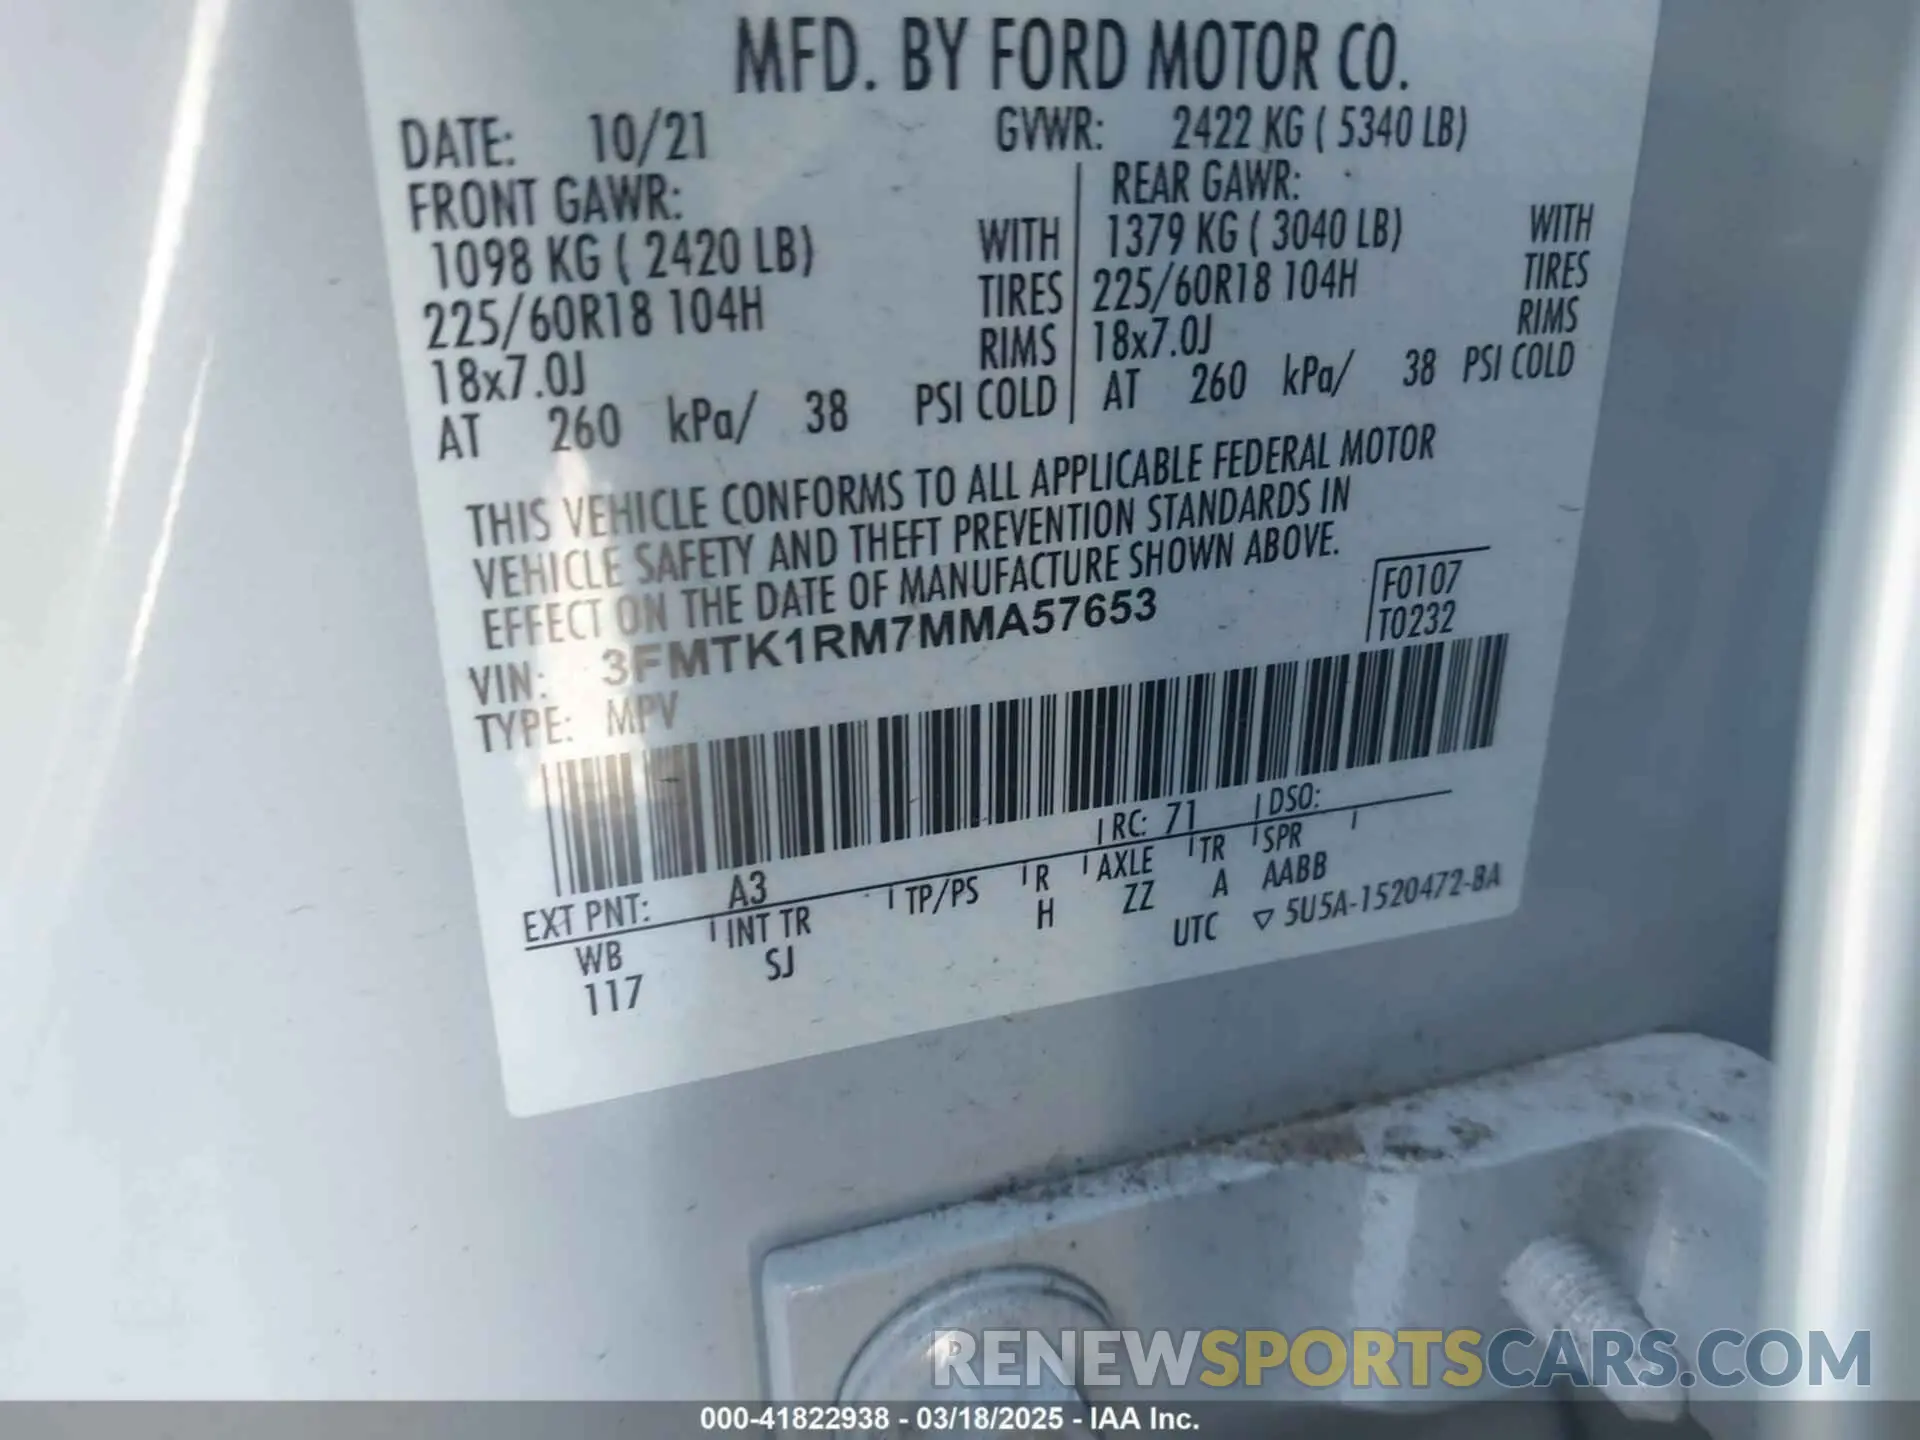 MFD. BY FORD MOTOR CO.
DATE: 10/21 GVWR: 2422 KG ( 5340 LB)
FRONT GAWR: REAR GAWR:
1098 KG ( 2420 LB) WITH 1379 KG ( 3040 LB) WITH
225/60R18 104H TIRES 225/60R18 104H TIRES
18x7.0J RIMS 18x7.0J RIMS
AT 260 kPa/ 38 PSI COLD AT 260 kPa/ 38 PSI COLD
THIS VEHICLE CONFORMS TO ALL APPLICABLE FEDERAL MOTOR
VEHICLE SAFETY AND THEFT PREVENTION STANDARDS IN
EFFECT ON THE DATE OF MANUFACTURE SHOWN ABOVE.
VIN: 3FMTK1RM7MMA57653 F0107
TYPE: MPV T0232
EXT PNT: A3 RC: 71 DSO:
WB INT TR TP/PS R AXLE TR SPR
117 SJ H ZZ A AABB
UTC ▽ 5U5A-1520472-BA
RENEWSPORTSCARS.COM
000-41822938 - 03/18/2025 - IAA Inc.